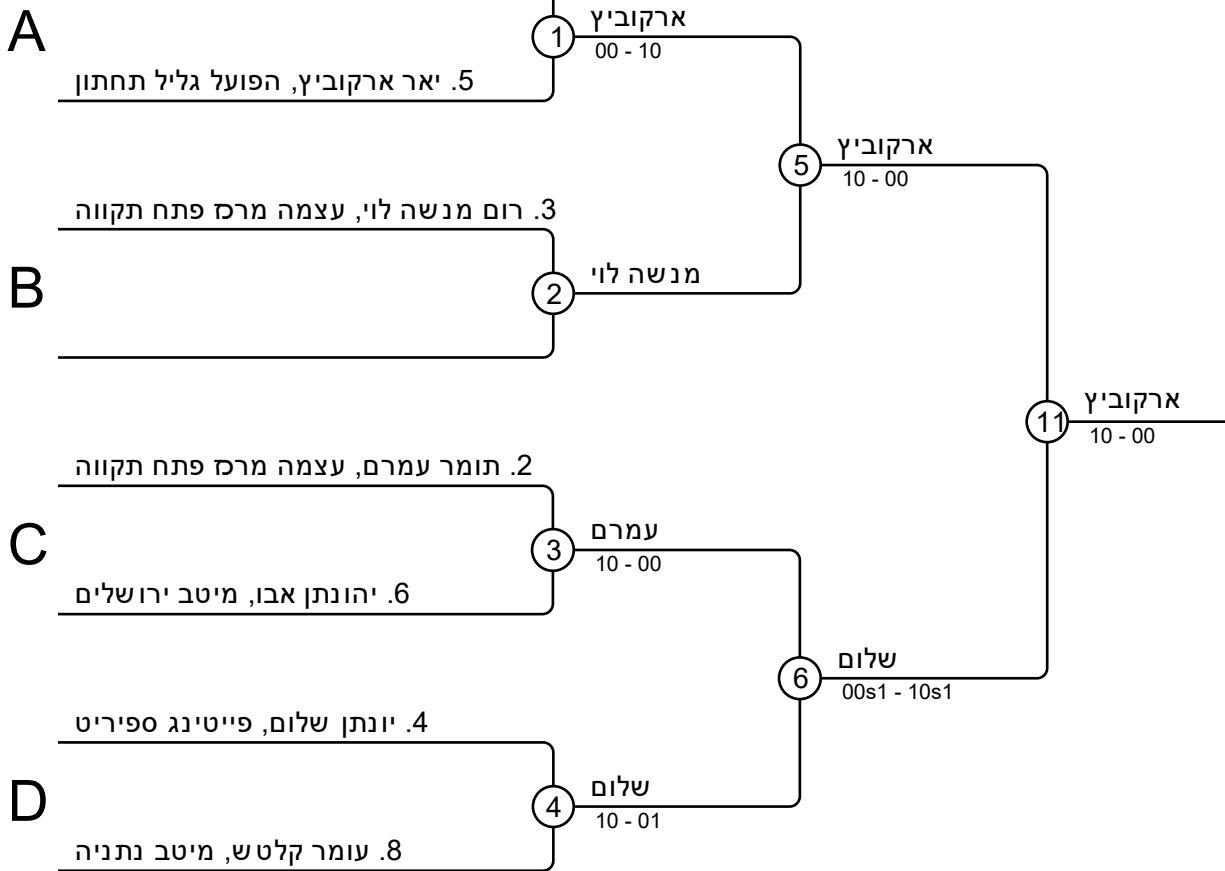 A
1
ארקוביץ
00 - 10
5. יאר ארקוביץ, הפועל גליל תחתון
5
ארקוביץ
10 - 00
3. רום מנשה לוי, עצמה מרכז פתח תקווה
B
2
מנשה לוי
11
ארקוביץ
10 - 00
2. תומר עמרם, עצמה מרכז פתח תקווה
C
3
עמרם
10 - 00
6. יהונתן אבו, מיטב ירושלים
6
שלום
00s1 - 10s1
4. יונתן שלום, פייטינג ספיריט
D
4
שלום
10 - 01
8. עומר קלטש, מיטב נתניה